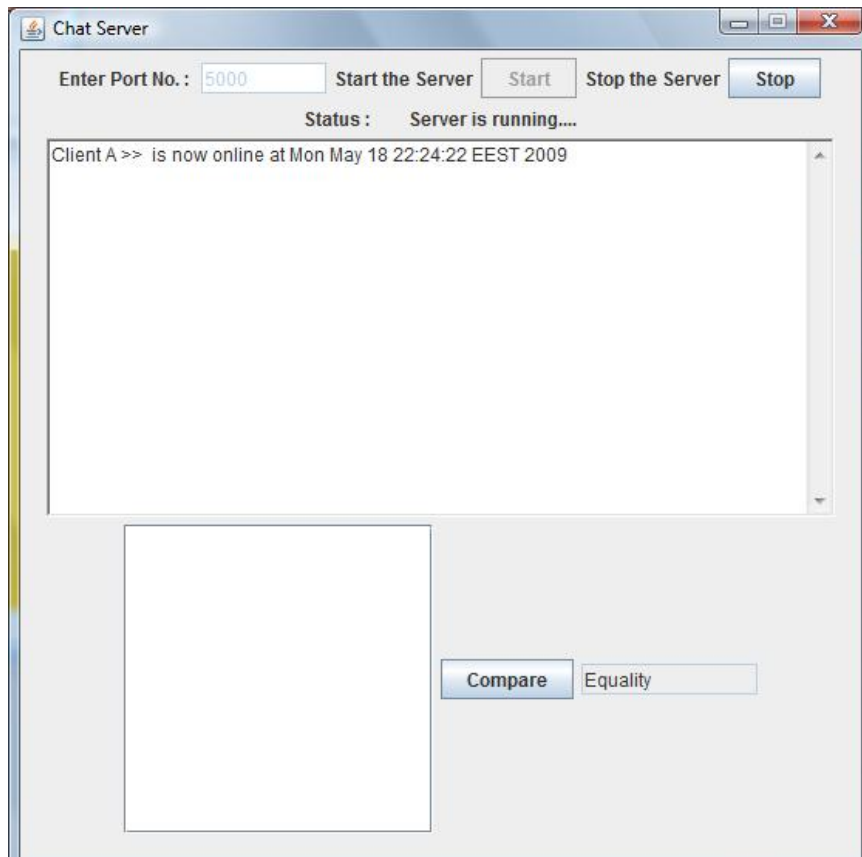 Chat Server
Enter Port No. : 5000 Start the Server Start Stop the Server Stop
Status : Server is running....
Client A >> is now online at Mon May 18 22:24:22 EEST 2009
Compare Equality